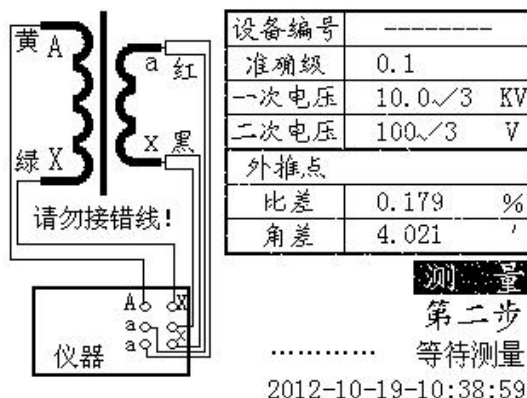 黄 A
a 红
绿 X
x 黑
请勿接错线!
A X
a x
a x
仪器
设备编号 --------
准确级 0.1
一次电压 10.0√3 KV
二次电压 100√3 V
外推点
比差 0.179 %
角差 4.021 ′
测 量
第二步
………… 等待测量
2012-10-19-10:38:59